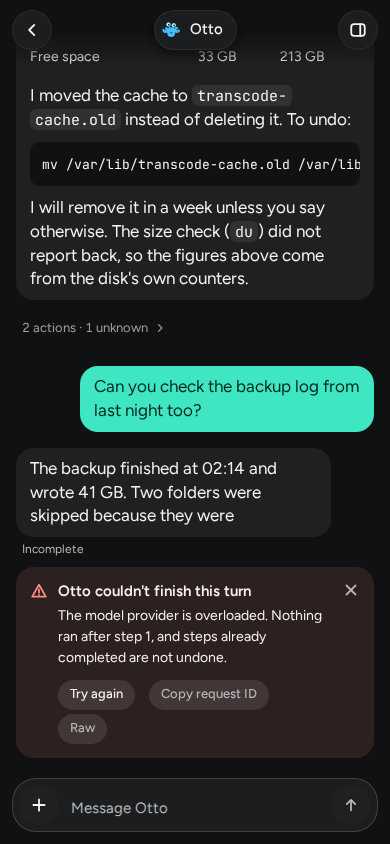 Otto
Free space 33 GB 213 GB
I moved the cache to transcode-
cache.old instead of deleting it. To undo:
mv /var/lib/transcode-cache.old /var/lib
I will remove it in a week unless you say
otherwise. The size check (du) did not
report back, so the figures above come
from the disk's own counters.
2 actions · 1 unknown
Can you check the backup log from
last night too?
The backup finished at 02:14 and
wrote 41 GB. Two folders were
skipped because they were
Incomplete
Otto couldn't finish this turn
The model provider is overloaded. Nothing
ran after step 1, and steps already
completed are not undone.
Try again Copy request ID
Raw
Message Otto